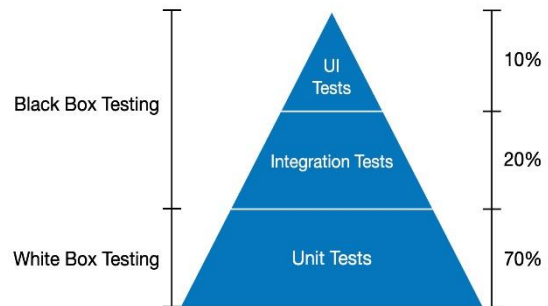 UI
Tests
10%
Black Box Testing
Integration Tests
20%
White Box Testing
Unit Tests
70%